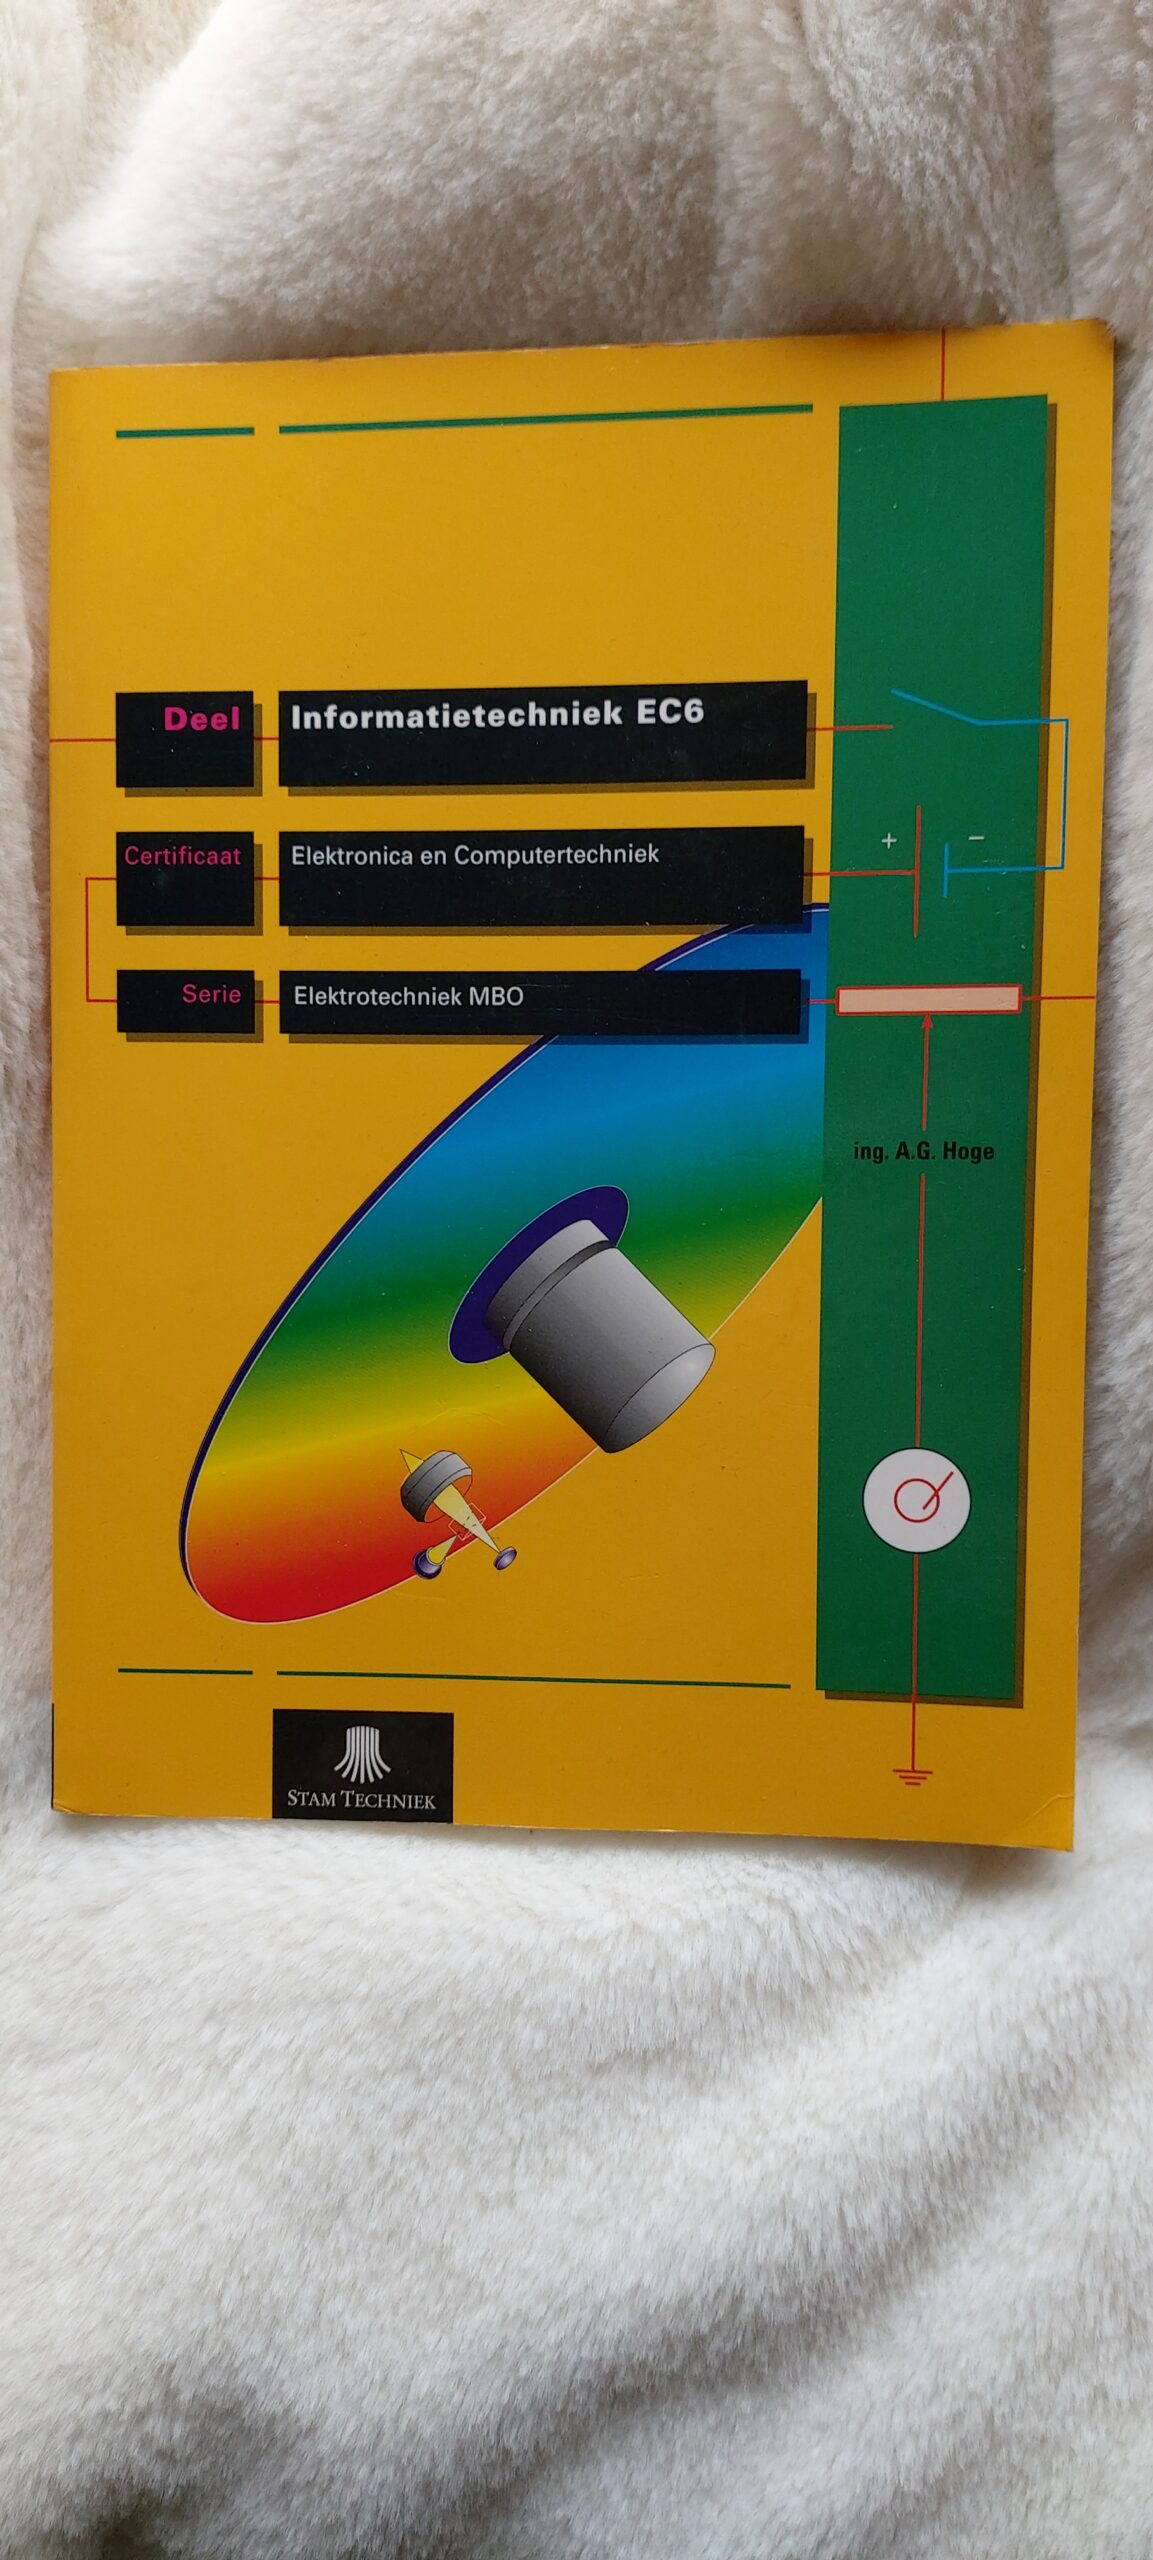 Deel Informatietechniek EC6
Certificaat Elektronica en Computertechniek
Serie Elektrotechniek MBO
+ −
ing. A.G. Hoge
STAM TECHNIEK